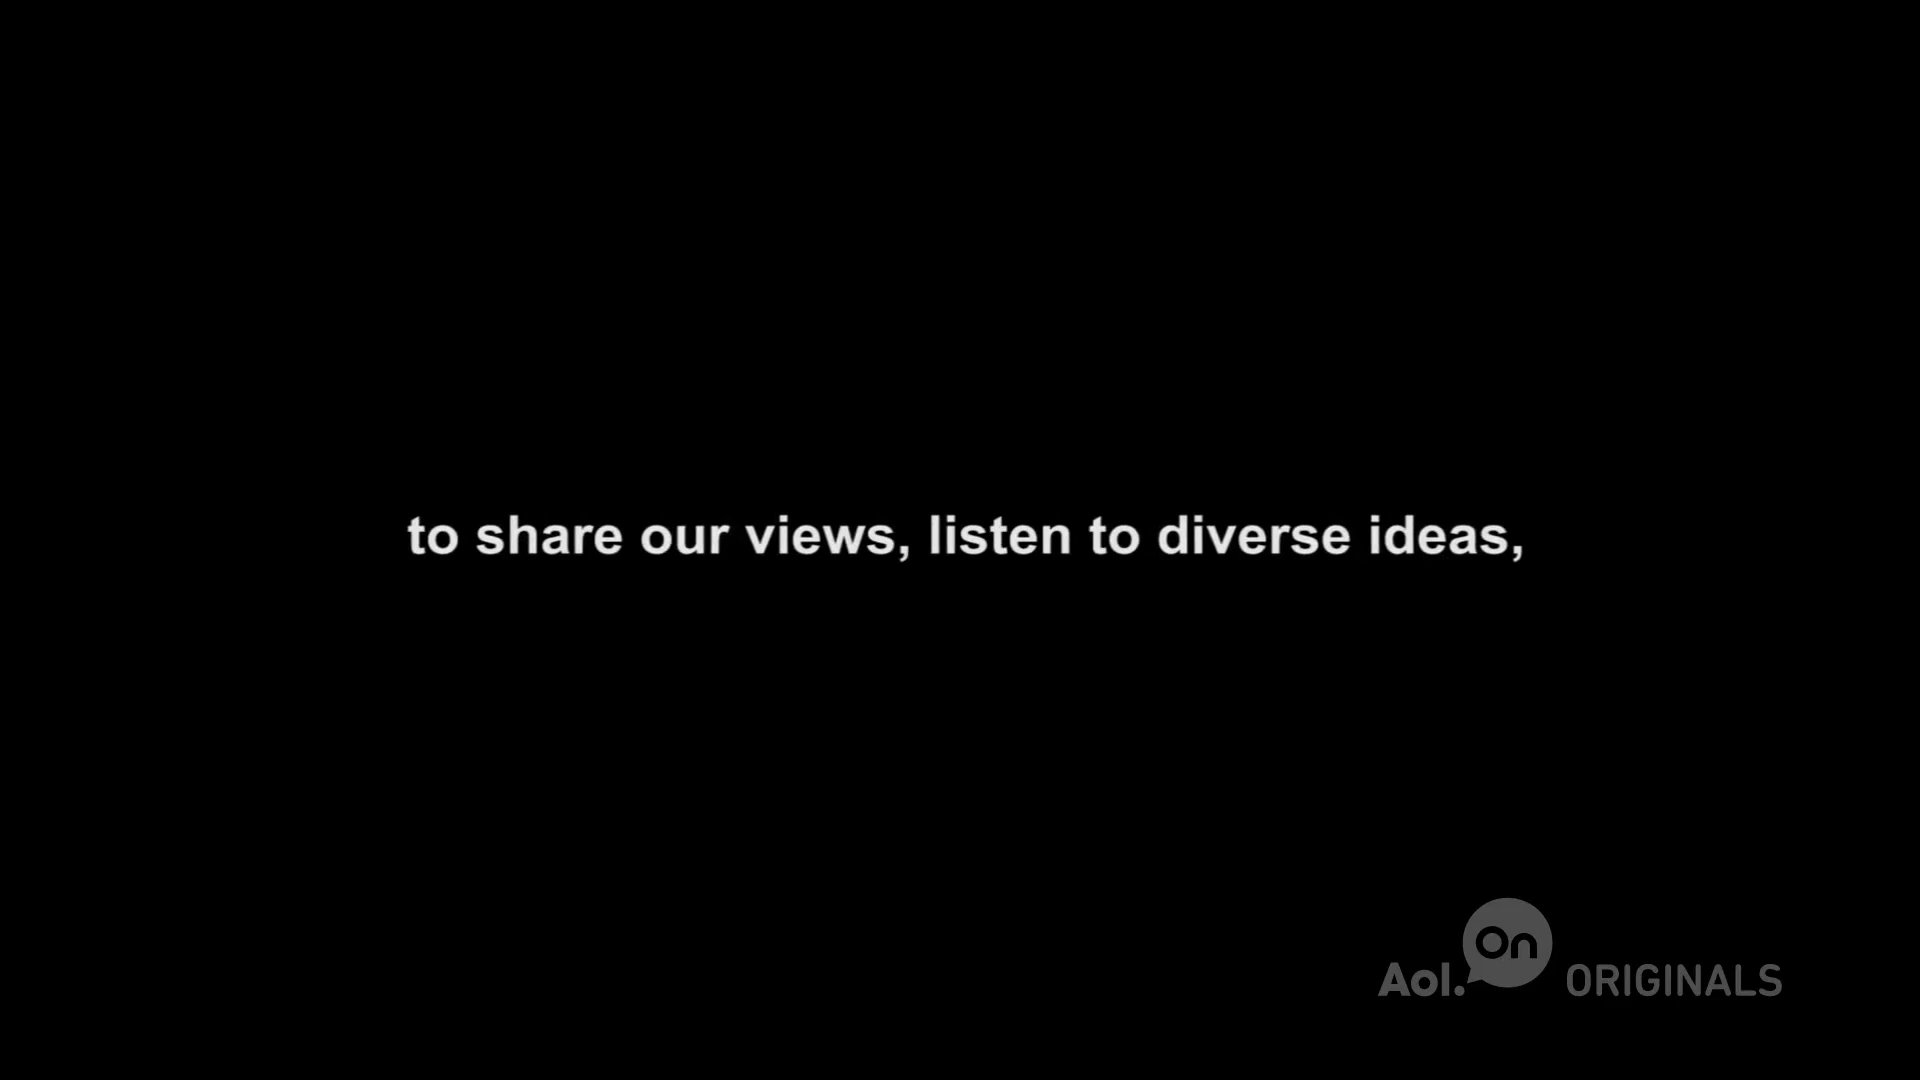 to share our views, listen to diverse ideas,
Aol. On ORIGINALS